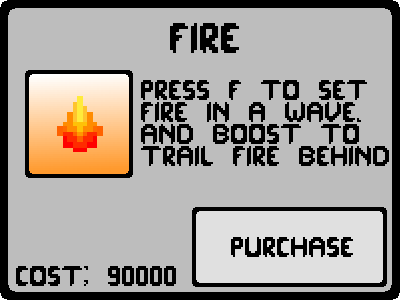 FIRE
PRESS F TO SET
FIRE IN A WAVE.
AND BOOST TO
TRAIL FIRE BEHIND
PURCHASE
COST: 90000